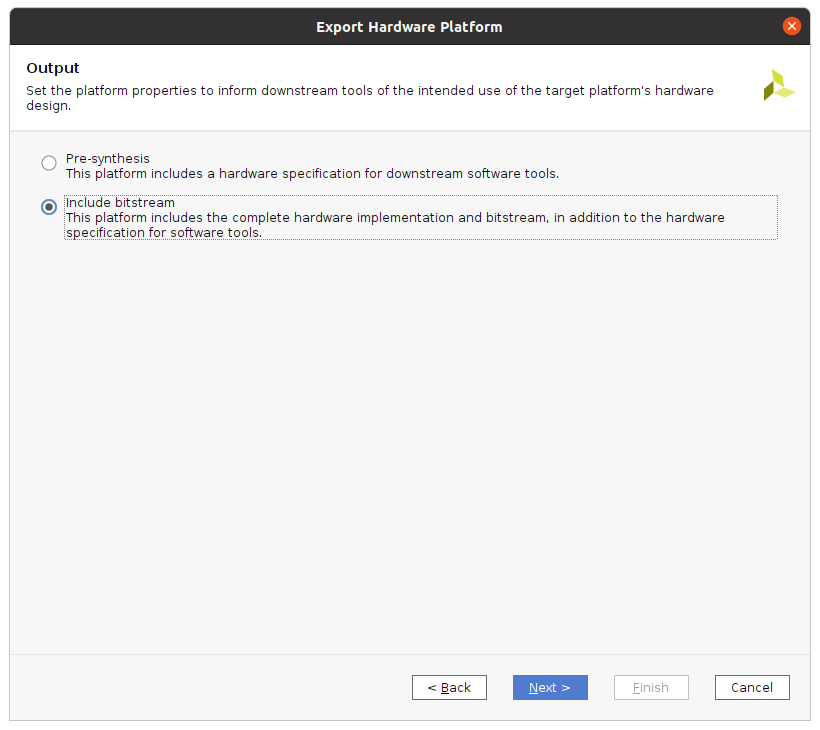 Export Hardware Platform
Output
Set the platform properties to inform downstream tools of the intended use of the target platform's hardware
design.
Pre-synthesis
This platform includes a hardware specification for downstream software tools.
Include bitstream
This platform includes the complete hardware implementation and bitstream, in addition to the hardware
specification for software tools.
< Back
Next >
Finish
Cancel